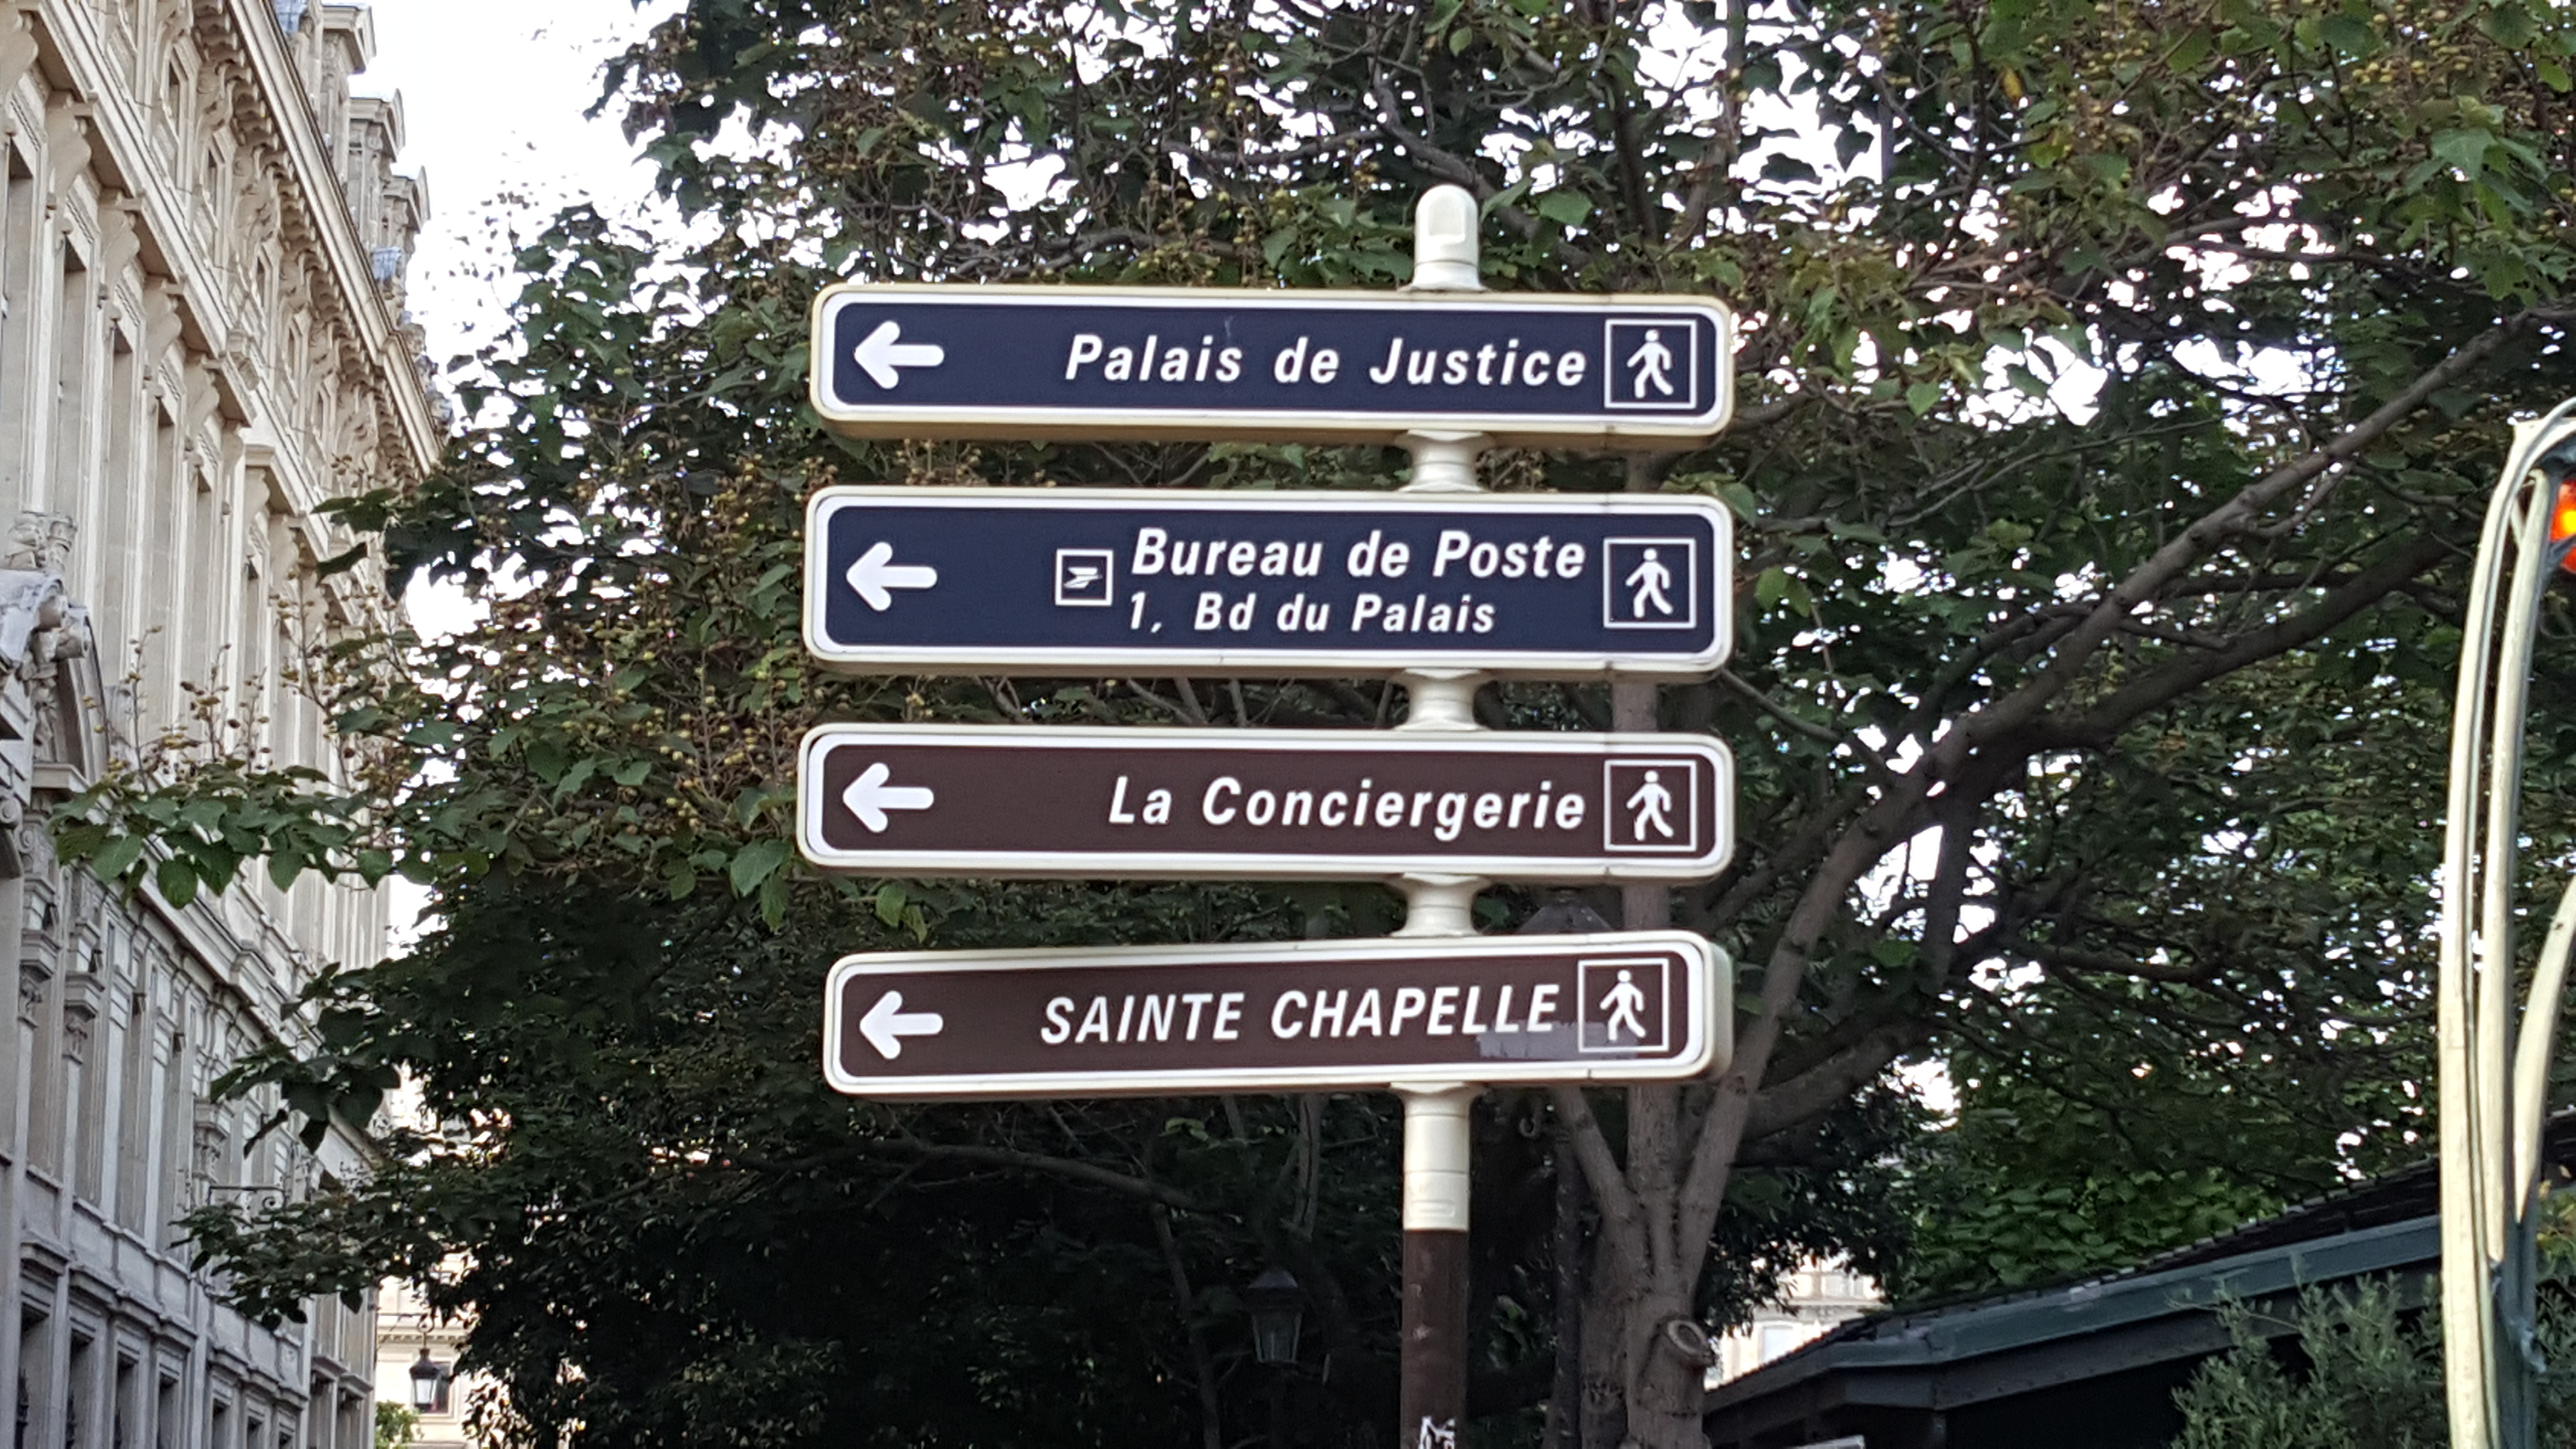 Palais de Justice
Bureau de Poste
1, Bd du Palais
La Conciergerie
SAINTE CHAPELLE